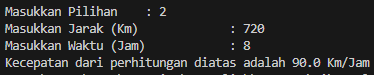 Masukkan Pilihan    : 2
Masukkan Jarak (Km)            : 720
Masukkan Waktu (Jam)           : 8
Kecepatan dari perhitungan diatas adalah 90.0 Km/Jam